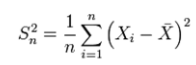 $S_n^2 = \frac{1}{n} \sum_{i=1}^{n} \left( X_i - \bar{X} \right)^2$